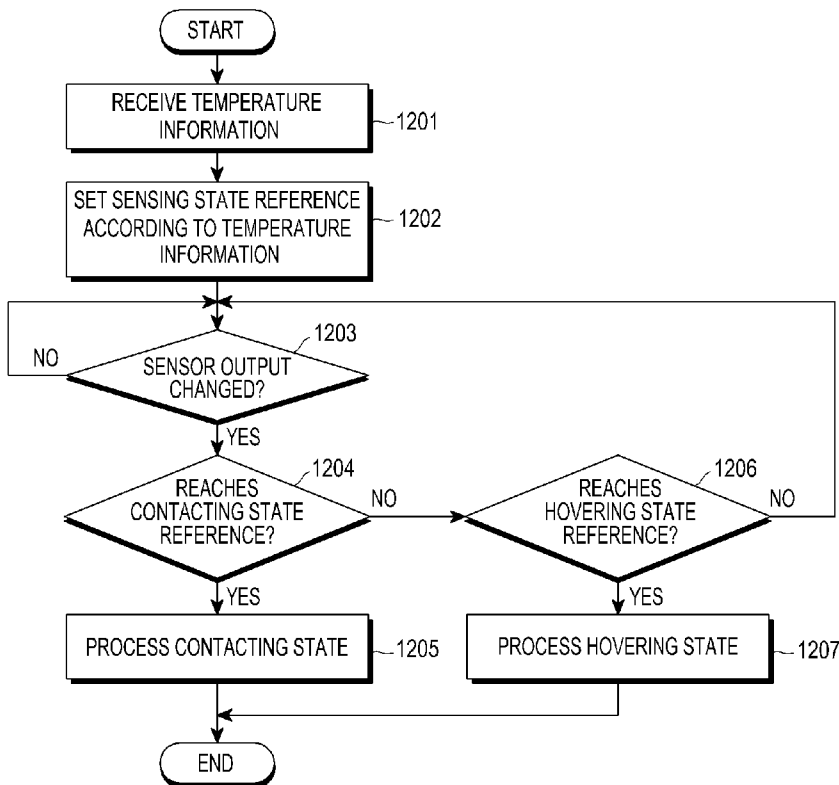 START
RECEIVE TEMPERATURE
INFORMATION
1201
SET SENSING STATE REFERENCE
ACCORDING TO TEMPERATURE
INFORMATION
1202
1203
SENSOR OUTPUT
CHANGED?
NO
YES
1204
REACHES
CONTACTING STATE
REFERENCE?
NO
YES
1206
REACHES
HOVERING STATE
REFERENCE?
NO
YES
PROCESS CONTACTING STATE
1205
PROCESS HOVERING STATE
1207
END